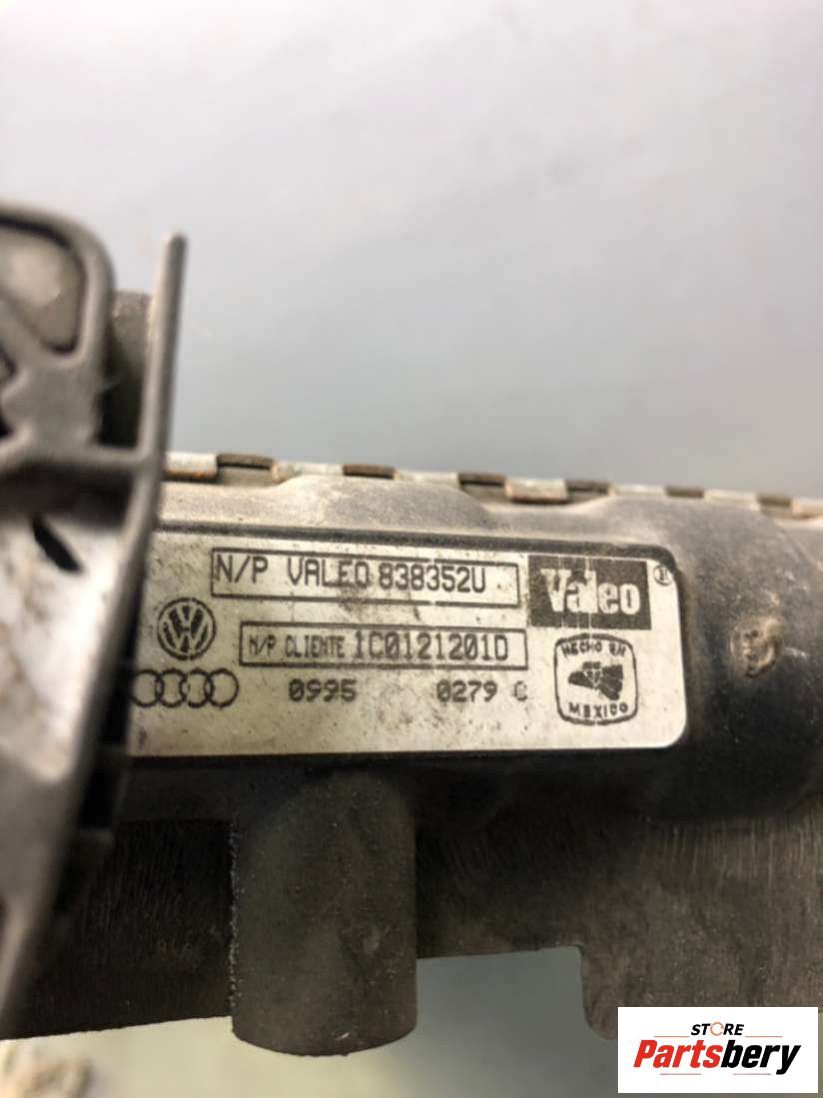 N/P VALEO 838352U
Valeo®
N/P CLIENTE 1C0121201D
HECHO EN
MEXICO
0995 0279 C
STORE
Partsbery